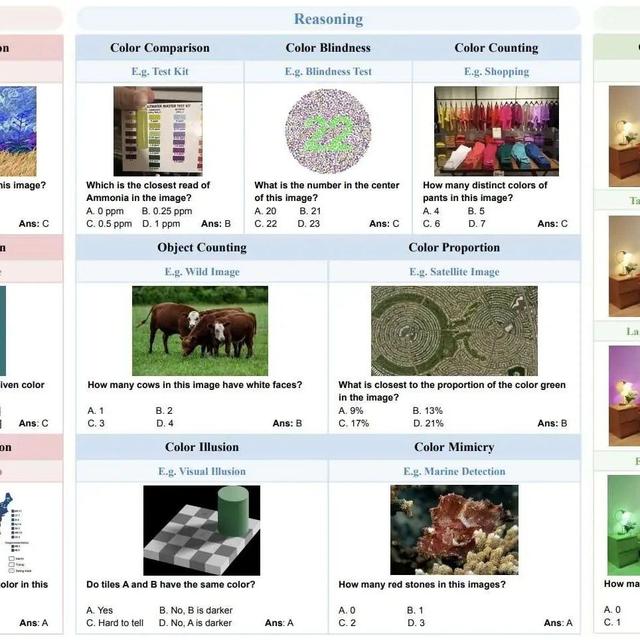 Reasoning
Color Comparison
Color Blindness
Color Counting
E.g. Test Kit
E.g. Blindness Test
E.g. Shopping
22
his image?
Which is the closest read of
Ammonia in the image?
A. 0 ppm B. 0.25 ppm
C. 0.5 ppm D. 1 ppm Ans: B
What is the number in the center
of this image?
A. 20 B. 21
C. 22 D. 23 Ans: C
How many distinct colors of
pants in this image?
A. 4 B. 5
C. 6 D. 7 Ans: C
Ans: C
Object Counting
Color Proportion
E.g. Wild Image
E.g. Satellite Image
iven color
Ans: C
How many cows in this image have white faces?
A. 1 B. 2
C. 3 D. 4 Ans: B
What is closest to the proportion of the color green
in the image?
A. 9% B. 13%
C. 17% D. 21% Ans: B
Color Illusion
Color Mimicry
E.g. Visual Illusion
E.g. Marine Detection
olor in this
Ans: A
Do tiles A and B have the same color?
A. Yes B. No, B is darker
C. Hard to tell D. No, A is darker Ans: A
How many red stones in this images?
A. 0 B. 1
C. 2 D. 3 Ans: A
Ta
La
E
How ma
A. 0
C. 1